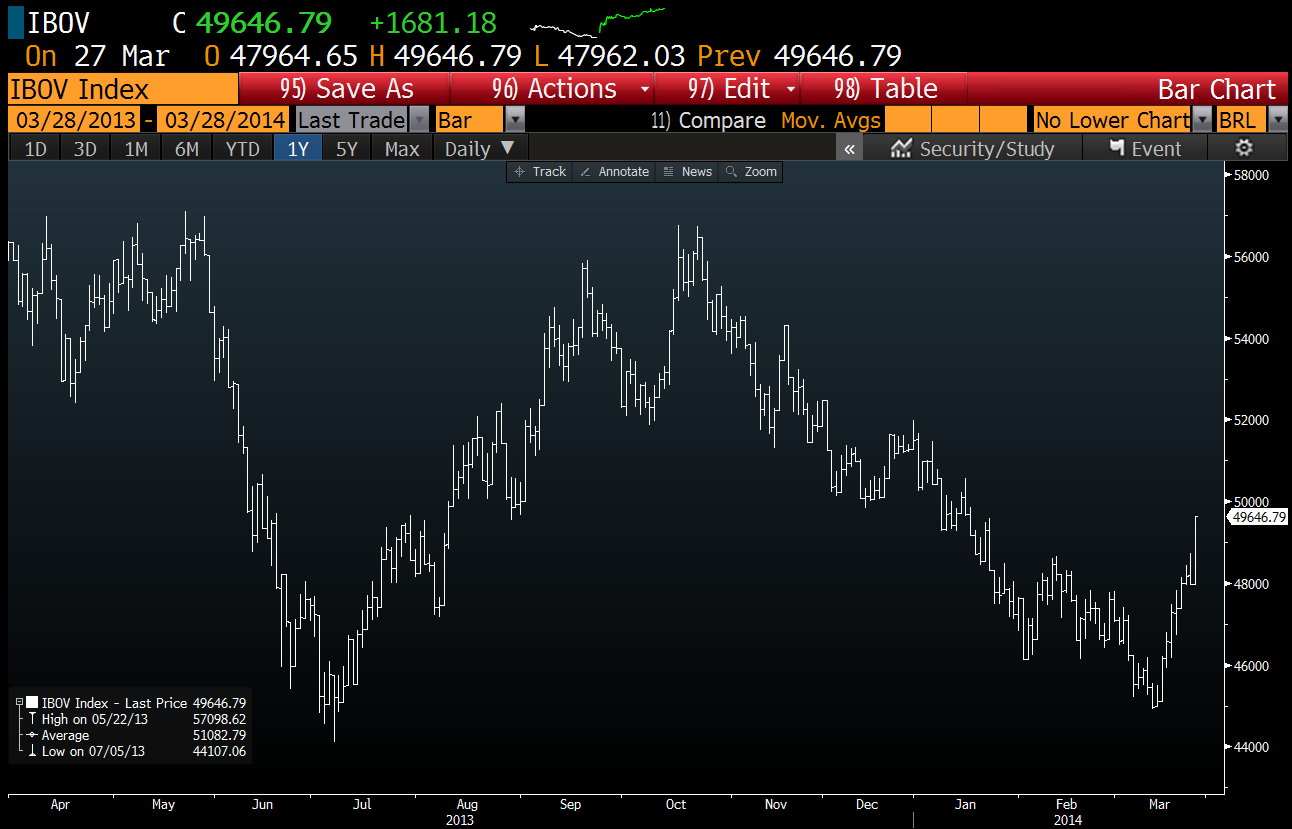 IBOV C 49646.79 +1681.18
On 27 Mar O 47964.65 H 49646.79 L 47962.03 Prev 49646.79
IBOV Index 95) Save As 96) Actions 97) Edit 98) Table Bar Chart
03/28/2013 - 03/28/2014 Last Trade Bar 11) Compare Mov. Avgs No Lower Chart BRL
1D 3D 1M 6M YTD 1Y 5Y Max Daily ▼ « Security/Study Event
Track Annotate News Zoom
58000
56000
54000
52000
50000
49646.79
48000
46000
44000
IBOV Index - Last Price 49646.79
High on 05/22/13 57098.62
Average 51082.79
Low on 07/05/13 44107.06
Apr May Jun Jul Aug Sep Oct Nov Dec Jan Feb Mar
2013 2014